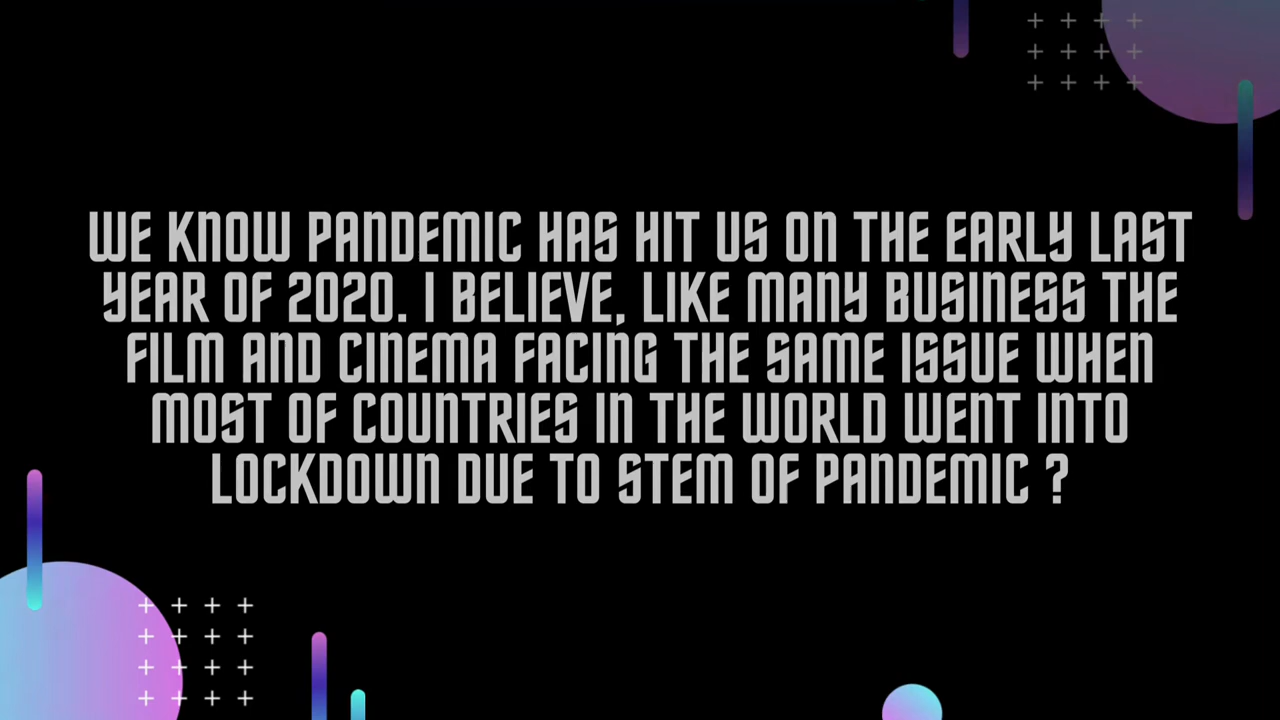 WE KNOW PANDEMIC HAS HIT US ON THE EARLY LAST
YEAR OF 2020. I BELIEVE, LIKE MANY BUSINESS THE
FILM AND CINEMA FACING THE SAME ISSUE WHEN
MOST OF COUNTRIES IN THE WORLD WENT INTO
LOCKDOWN DUE TO STEM OF PANDEMIC ?